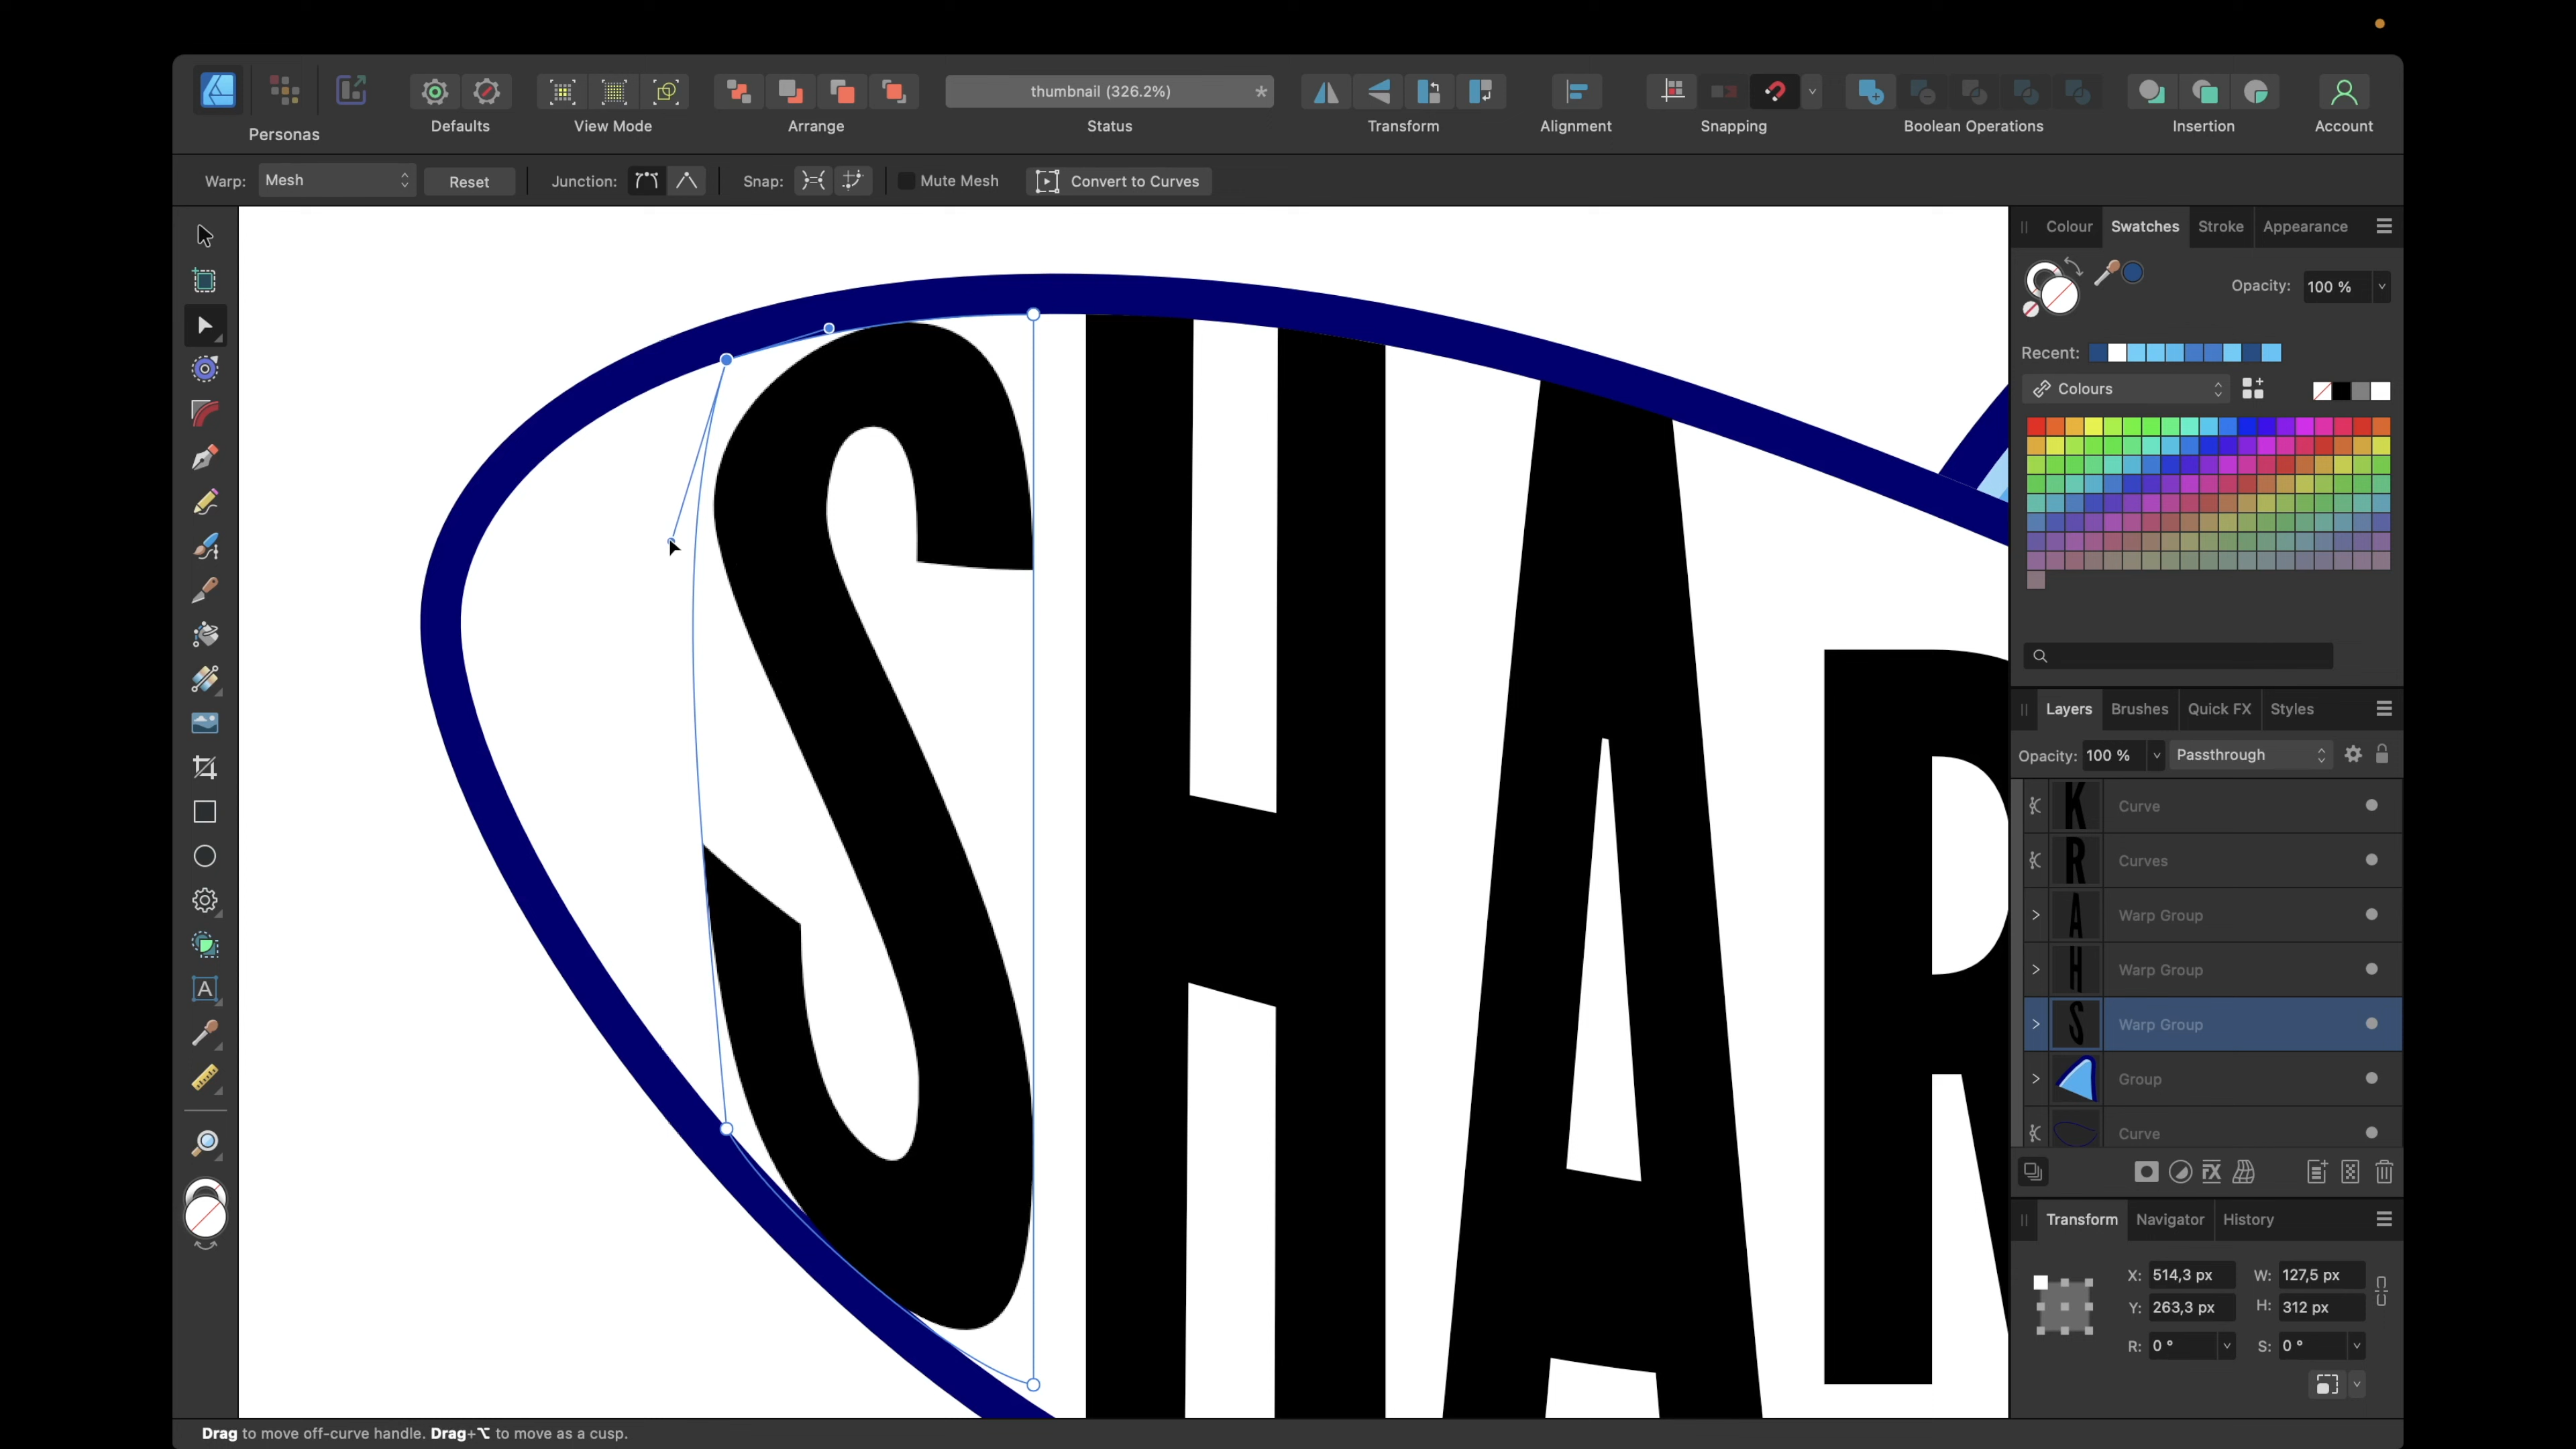 thumbnail (326.2%) *
Personas Defaults View Mode Arrange Status Transform Alignment Snapping Boolean Operations Insertion Account
Warp: Mesh Reset Junction: Snap: Mute Mesh Convert to Curves
Colour Swatches Stroke Appearance
Opacity: 100 %
Recent:
Colours
SHAR
Layers Brushes Quick FX Styles
Opacity: 100 % Passthrough
K Curve
R Curves
A Warp Group
H Warp Group
S Warp Group
Group
Curve
FX
Transform Navigator History
X: 514,3 px W: 127,5 px
Y: 263,3 px H: 312 px
R: 0 ° S: 0 °
A
Drag to move off-curve handle. Drag+⌥ to move as a cusp.